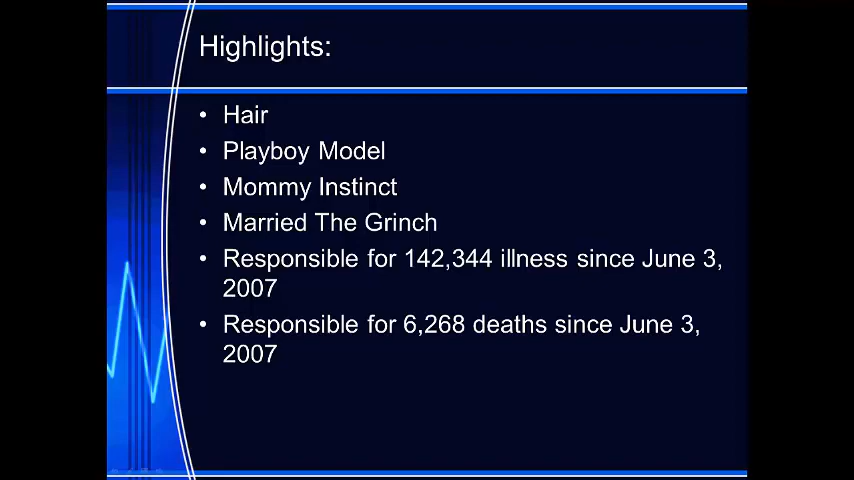 Highlights:
• Hair
• Playboy Model
• Mommy Instinct
• Married The Grinch
• Responsible for 142,344 illness since June 3,
2007
• Responsible for 6,268 deaths since June 3,
2007